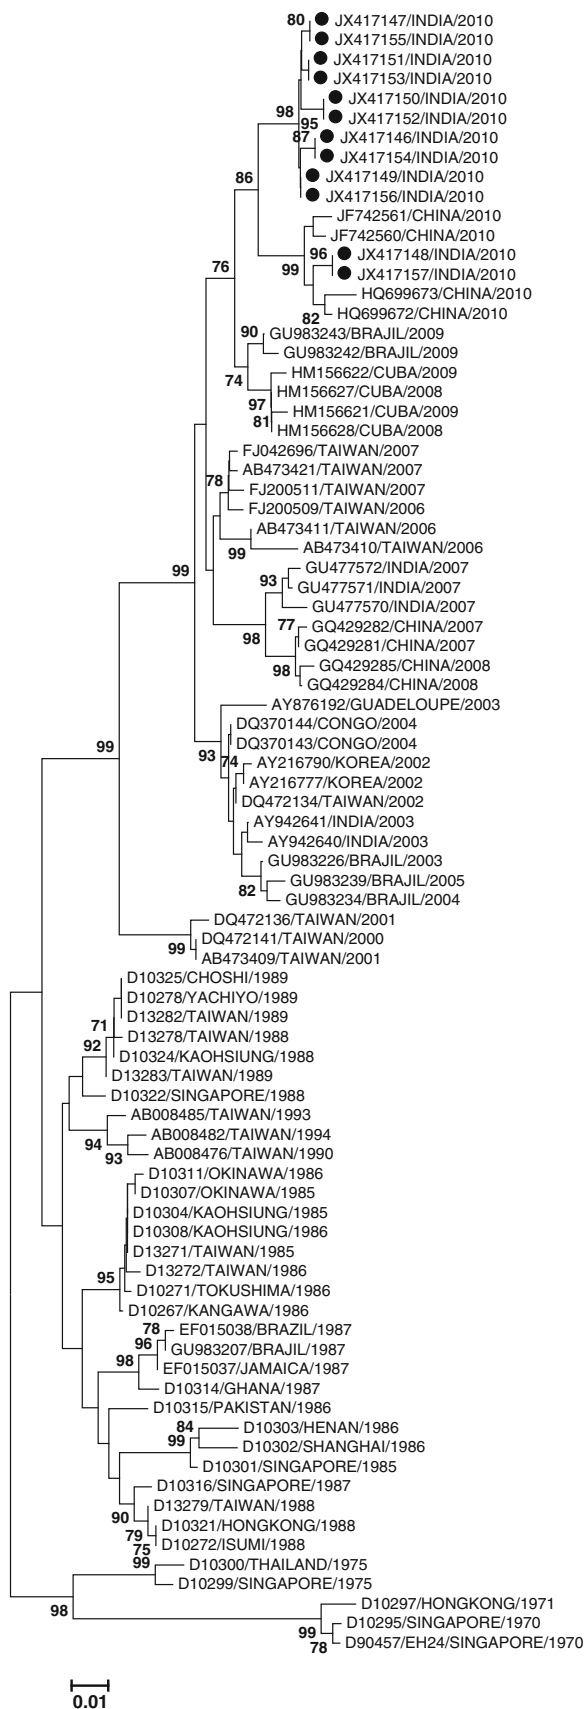 80 JX417147/INDIA/2010
JX417155/INDIA/2010
JX417151/INDIA/2010
JX417153/INDIA/2010
JX417150/INDIA/2010
98 95 JX417152/INDIA/2010
87 JX417146/INDIA/2010
JX417154/INDIA/2010
86 JX417149/INDIA/2010
JX417156/INDIA/2010
JF742561/CHINA/2010
JF742560/CHINA/2010
96 JX417148/INDIA/2010
76 99 JX417157/INDIA/2010
HQ699673/CHINA/2010
82 HQ699672/CHINA/2010
90 GU983243/BRAJIL/2009
GU983242/BRAJIL/2009
74 HM156622/CUBA/2009
HM156627/CUBA/2008
97 HM156621/CUBA/2009
81 HM156628/CUBA/2008
FJ042696/TAIWAN/2007
AB473421/TAIWAN/2007
78 FJ200511/TAIWAN/2007
FJ200509/TAIWAN/2006
AB473411/TAIWAN/2006
99 AB473410/TAIWAN/2006
99 GU477572/INDIA/2007
93 GU477571/INDIA/2007
GU477570/INDIA/2007
77 GQ429282/CHINA/2007
98 GQ429281/CHINA/2007
98 GQ429285/CHINA/2008
GQ429284/CHINA/2008
AY876192/GUADELOUPE/2003
DQ370144/CONGO/2004
99 93 DQ370143/CONGO/2004
74 AY216790/KOREA/2002
AY216777/KOREA/2002
DQ472134/TAIWAN/2002
AY942641/INDIA/2003
AY942640/INDIA/2003
GU983226/BRAJIL/2003
GU983239/BRAJIL/2005
82 GU983234/BRAJIL/2004
DQ472136/TAIWAN/2001
DQ472141/TAIWAN/2000
99 AB473409/TAIWAN/2001
D10325/CHOSHI/1989
D10278/YACHIYO/1989
D13282/TAIWAN/1989
71 D13278/TAIWAN/1988
92 D10324/KAOHSIUNG/1988
D13283/TAIWAN/1989
D10322/SINGAPORE/1988
AB008485/TAIWAN/1993
94 AB008482/TAIWAN/1994
93 AB008476/TAIWAN/1990
D10311/OKINAWA/1986
D10307/OKINAWA/1985
D10304/KAOHSIUNG/1985
D10308/KAOHSIUNG/1986
D13271/TAIWAN/1985
D13272/TAIWAN/1986
95 D10271/TOKUSHIMA/1986
D10267/KANGAWA/1986
78 EF015038/BRAZIL/1987
96 GU983207/BRAJIL/1987
98 EF015037/JAMAICA/1987
D10314/GHANA/1987
D10315/PAKISTAN/1986
84 D10303/HENAN/1986
99 D10302/SHANGHAI/1986
D10301/SINGAPORE/1985
D10316/SINGAPORE/1987
D13279/TAIWAN/1988
90 D10321/HONGKONG/1988
79 D10272/ISUMI/1988
75
99 D10300/THAILAND/1975
D10299/SINGAPORE/1975
98 D10297/HONGKONG/1971
99 D10295/SINGAPORE/1970
78 D90457/EH24/SINGAPORE/1970
0.01